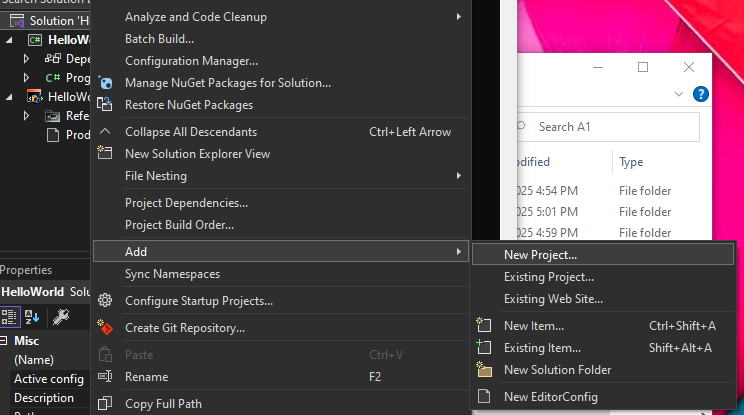 Solution 'H
HelloWorl
Depe
Prog
HelloWo
Refe
Prod
Properties
HelloWorld Solu
Misc
(Name)
Active config
Description
Analyze and Code Cleanup
Batch Build...
Configuration Manager...
Manage NuGet Packages for Solution...
Restore NuGet Packages
Collapse All Descendants Ctrl+Left Arrow
New Solution Explorer View
File Nesting
Project Dependencies...
Project Build Order...
Add
Sync Namespaces
Configure Startup Projects...
Create Git Repository...
Paste Ctrl+V
Rename F2
Copy Full Path
New Project...
Existing Project...
Existing Web Site...
New Item... Ctrl+Shift+A
Existing Item... Shift+Alt+A
New Solution Folder
New EditorConfig
Search A1
odified Type
025 4:54 PM File folder
025 5:01 PM File folder
025 4:59 PM File folder